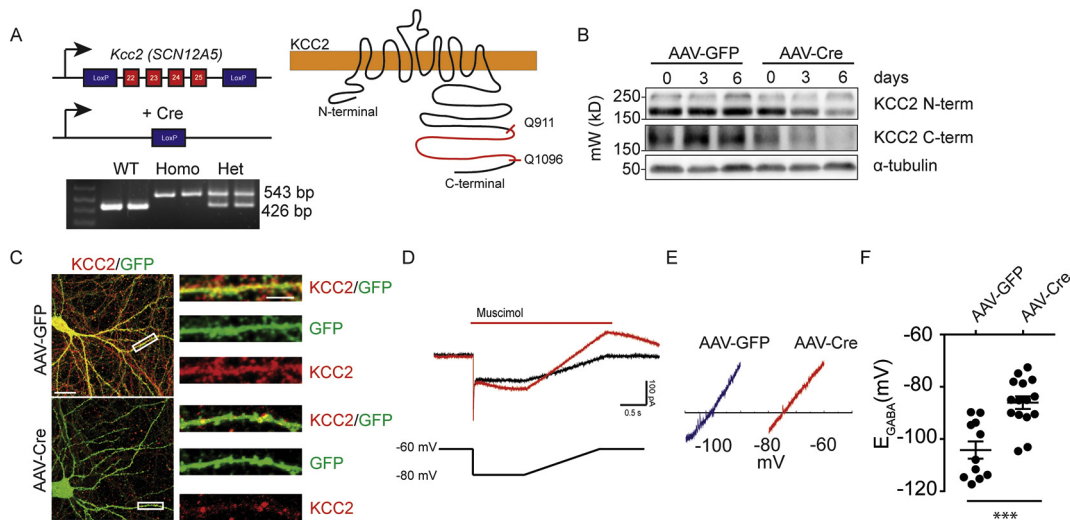 A
Kcc2 (SCN12A5)
LoxP 22 23 24 25 LoxP
+ Cre
LoxP
WT Homo Het
543 bp
426 bp
KCC2
N-terminal
Q911
Q1096
C-terminal
B
AAV-GFP AAV-Cre
0 3 6 0 3 6 days
mW (kD)
250
150
KCC2 N-term
150
KCC2 C-term
50
α-tubulin
C
KCC2/GFP
AAV-GFP
KCC2/GFP
GFP
KCC2
AAV-Cre
KCC2/GFP
GFP
KCC2
D
Muscimol
100 pA
0.5 s
-60 mV
-80 mV
E
AAV-GFP AAV-Cre
-100 -80 -60
mV
F
AAV-GFP
AAV-Cre
EGABA(mV)
-60
-80
-100
-120
***